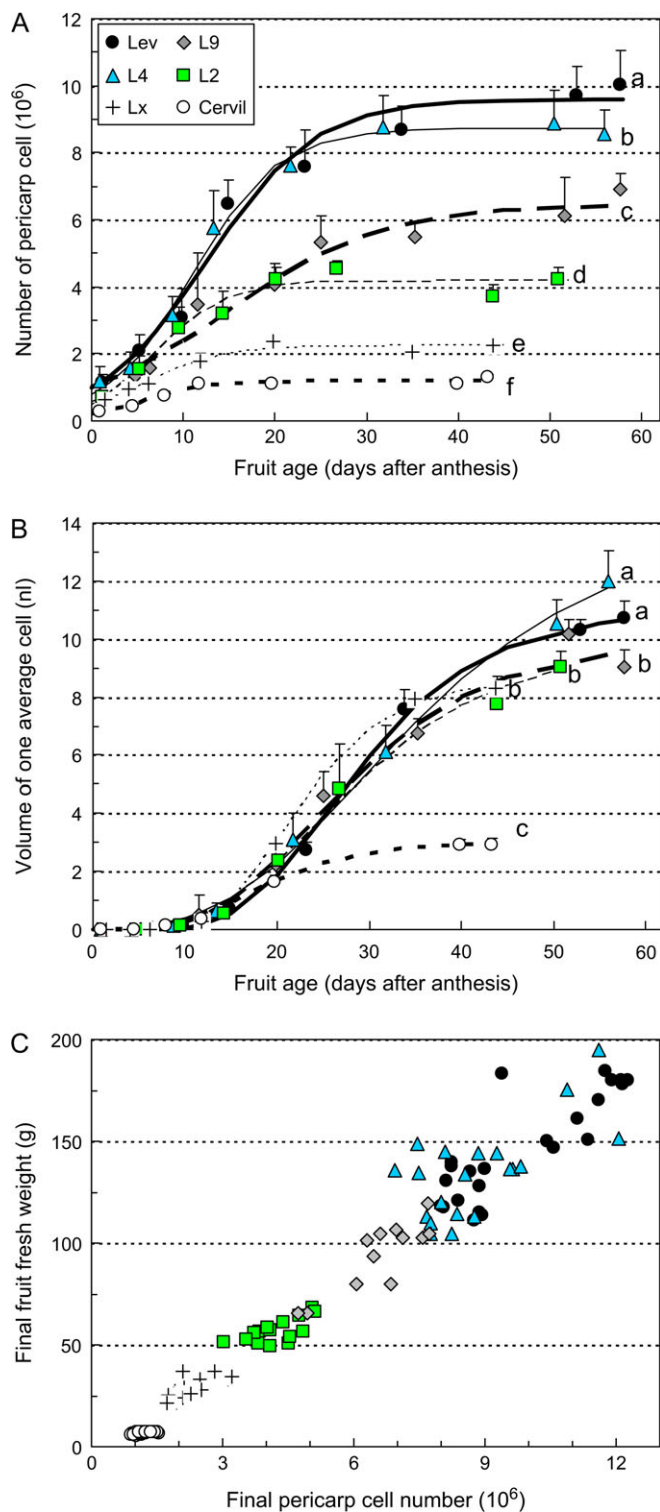 A
Lev
L9
L4
L2
Lx
Cervil
12
10
8
6
4
2
0
Number of pericarp cell (10⁶)
a
b
c
d
e
f
0 10 20 30 40 50 60
Fruit age (days after anthesis)
B
14
12
10
8
6
4
2
0
Volume of one average cell (nl)
a
a
b
b
b
c
0 10 20 30 40 50 60
Fruit age (days after anthesis)
C
200
150
100
50
0
Final fruit fresh weight (g)
3 6 9 12
Final pericarp cell number (10⁶)